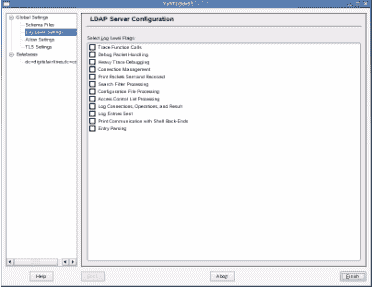 Global Settings
Schema Files
Log Level Settings
Allow Settings
TLS Settings
Databases
LDAP Server Configuration
Select Log Level Flags:
Trace Function Calls
Debug Packet Handling
Heavy Trace Debugging
Connection Management
Print Packets Sent and Received
Search Filter Processing
Configuration File Processing
Access Control List Processing
Log Connections, Operations, and Result
Log Entries Sent
Print Communication with Shell Back-Ends
Entry Parsing
Help
Back
Abort
Finish